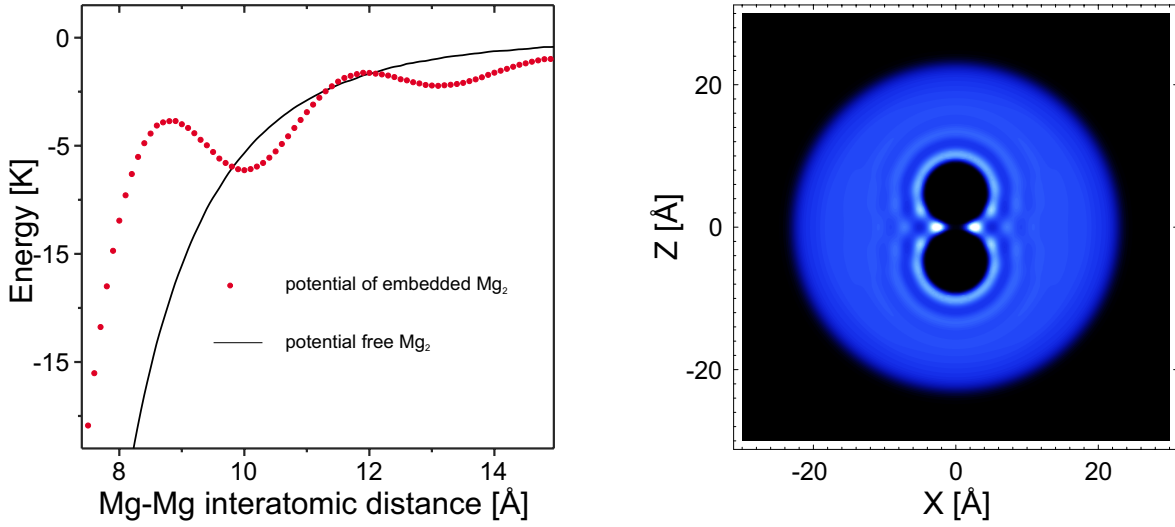 0
-5
-15
-15
Energy [K]
potential of embedded Mg₂
potential free Mg₂
8
10
12
14
Mg-Mg interatomic distance [Å]
20
0
-20
Z [Å]
-20
0
20
X [Å]